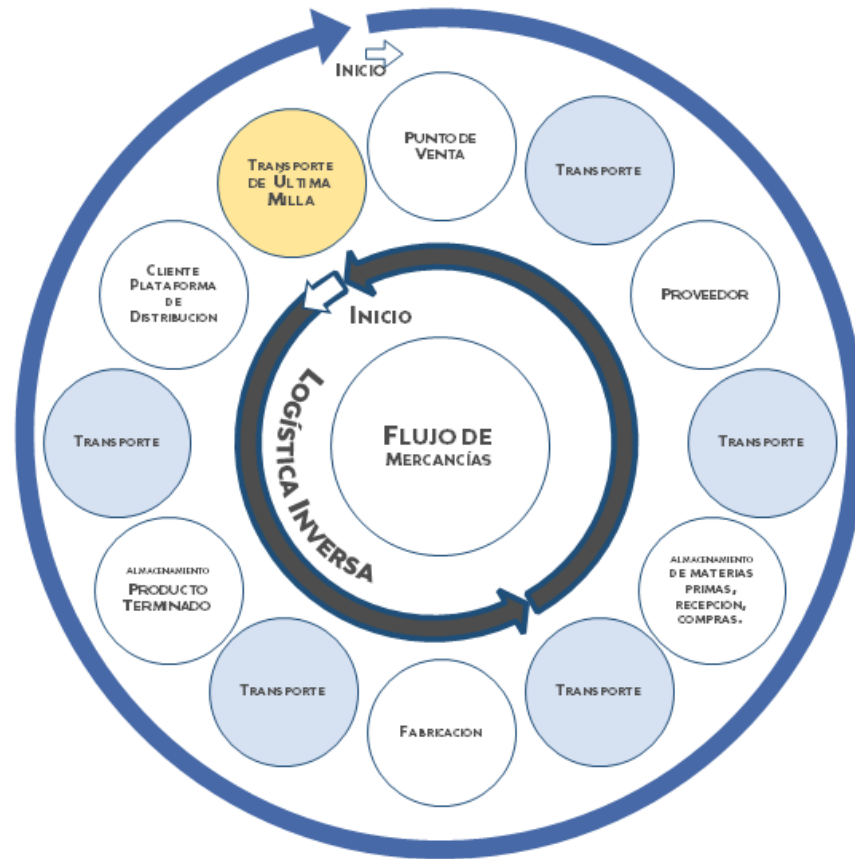 INICIO
PUNTO DE
VENTA
TRANSPORTE
PROVEEDOR
TRANSPORTE
ALMACENAMIENTO
DE MATERIAS
PRIMAS,
RECEPCION,
COMPRAS.
TRANSPORTE
FABRICACION
TRANSPORTE
ALMACENAMIENTO
PRODUCTO
TERMINADO
TRANSPORTE
CLIENTE
PLATAFORMA
DE
DISTRIBUCION
TRANSPORTE
DE ÚLTIMA
MILLA
INICIO
LOGÍSTICA INVERSA
FLUJO DE
MERCANCÍAS